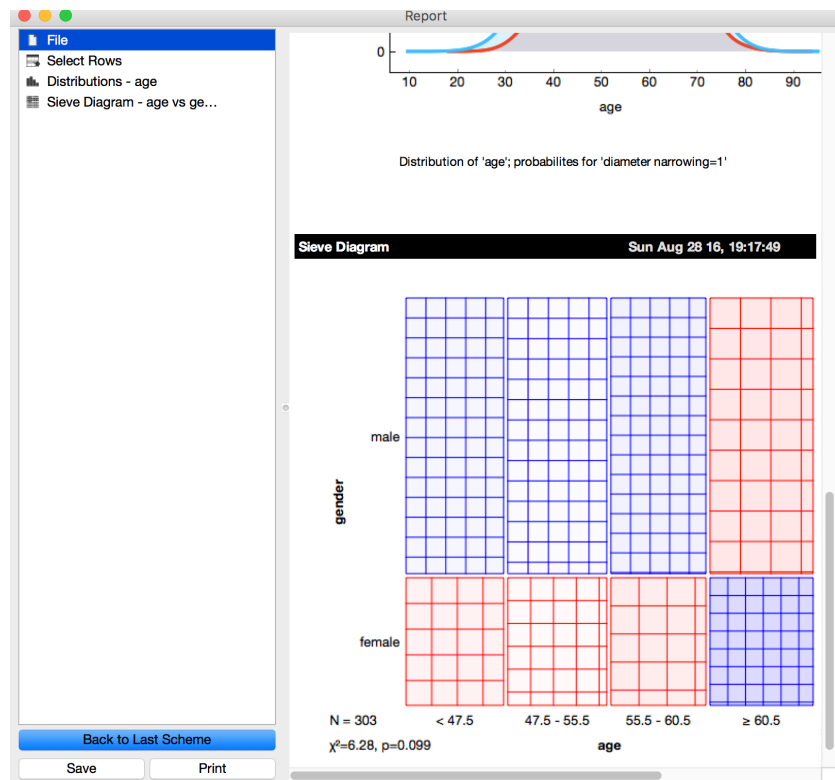 Report
File
Select Rows
Distributions - age
Sieve Diagram - age vs ge…
0
10 20 30 40 50 60 70 80 90
age
Distribution of 'age'; probabilites for 'diameter narrowing=1'
Sieve Diagram Sun Aug 28 16, 19:17:49
male
gender
female
N = 303 < 47.5 47.5 - 55.5 55.5 - 60.5 ≥ 60.5
χ²=6.28, p=0.099 age
Back to Last Scheme
Save Print